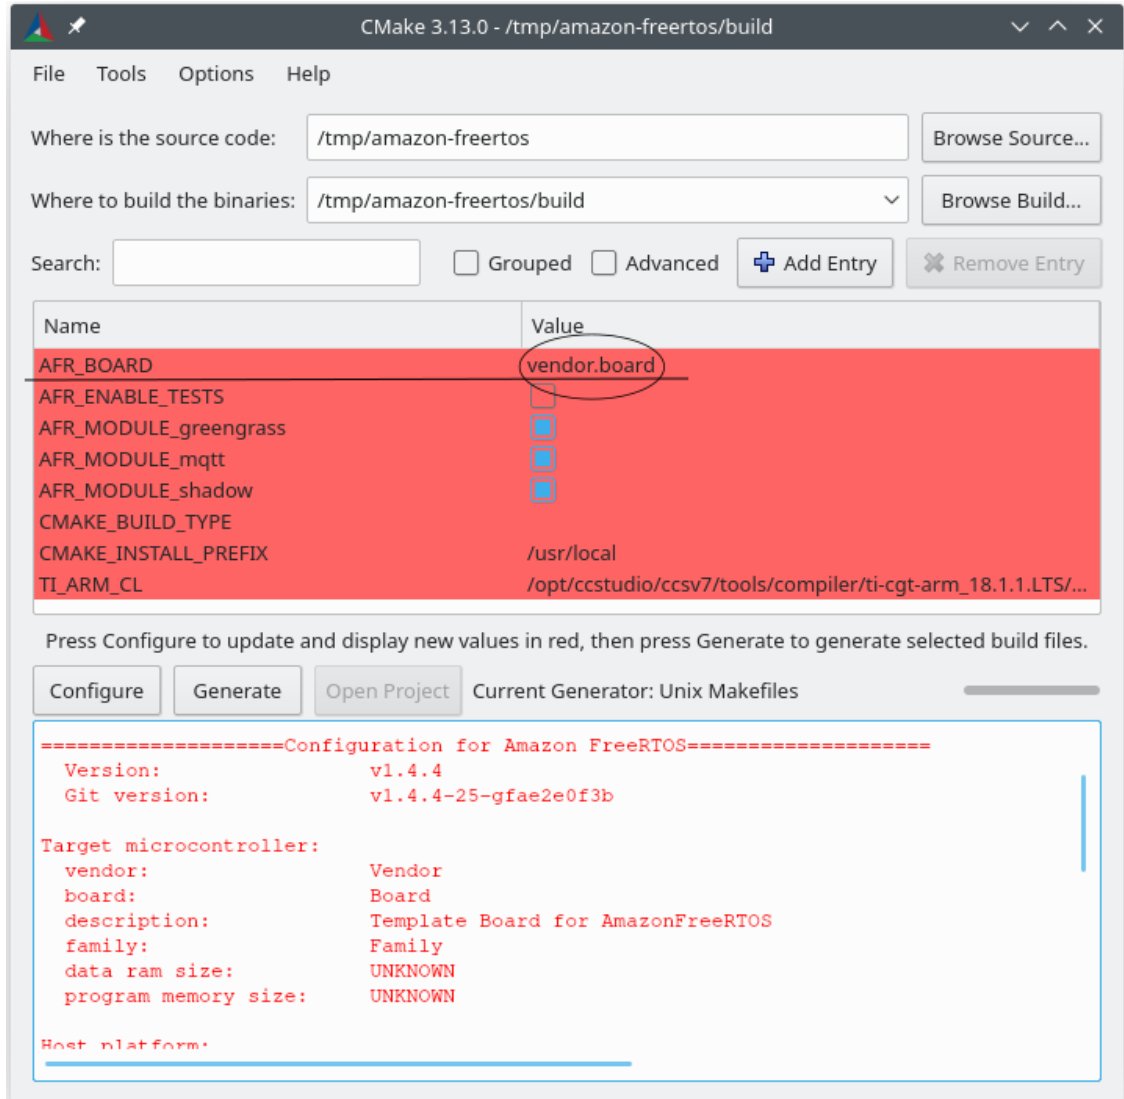 CMake 3.13.0 - /tmp/amazon-freertos/build
File Tools Options Help
Where is the source code: /tmp/amazon-freertos Browse Source...
Where to build the binaries: /tmp/amazon-freertos/build Browse Build...
Search: Grouped Advanced Add Entry Remove Entry
Name Value
AFR_BOARD vendor.board
AFR_ENABLE_TESTS
AFR_MODULE_greengrass
AFR_MODULE_mqtt
AFR_MODULE_shadow
CMAKE_BUILD_TYPE
CMAKE_INSTALL_PREFIX /usr/local
TI_ARM_CL /opt/ccstudio/ccsv7/tools/compiler/ti-cgt-arm_18.1.1.LTS/...
Press Configure to update and display new values in red, then press Generate to generate selected build files.
Configure Generate Open Project Current Generator: Unix Makefiles
====================Configuration for Amazon FreeRTOS====================
Version: v1.4.4
Git version: v1.4.4-25-gfae2e0f3b
Target microcontroller:
vendor: Vendor
board: Board
description: Template Board for AmazonFreeRTOS
family: Family
data ram size: UNKNOWN
program memory size: UNKNOWN
Host platform: